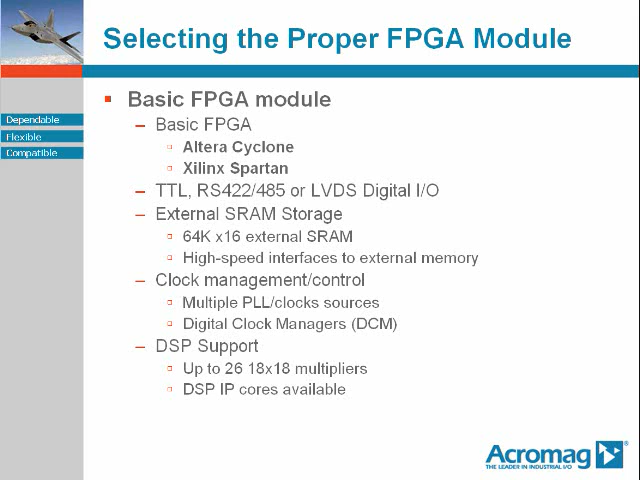 Selecting the Proper FPGA Module
Dependable
Flexible
Compatible
Basic FPGA module
– Basic FPGA
Altera Cyclone
Xilinx Spartan
– TTL, RS422/485 or LVDS Digital I/O
– External SRAM Storage
64K x16 external SRAM
High-speed interfaces to external memory
– Clock management/control
Multiple PLL/clocks sources
Digital Clock Managers (DCM)
– DSP Support
Up to 26 18x18 multipliers
DSP IP cores available
Acromag
THE LEADER IN INDUSTRIAL I/O